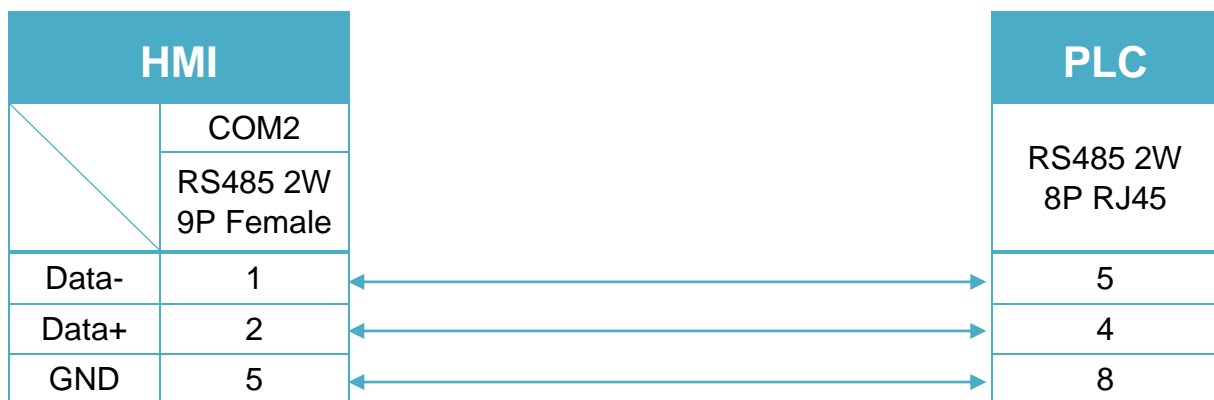 HMI
PLC
COM2
RS485 2W
9P Female
RS485 2W
8P RJ45
Data- 1 5
Data+ 2 4
GND 5 8